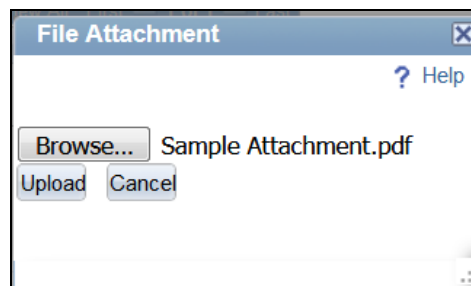 File Attachment
? Help
Browse... Sample Attachment.pdf
Upload Cancel